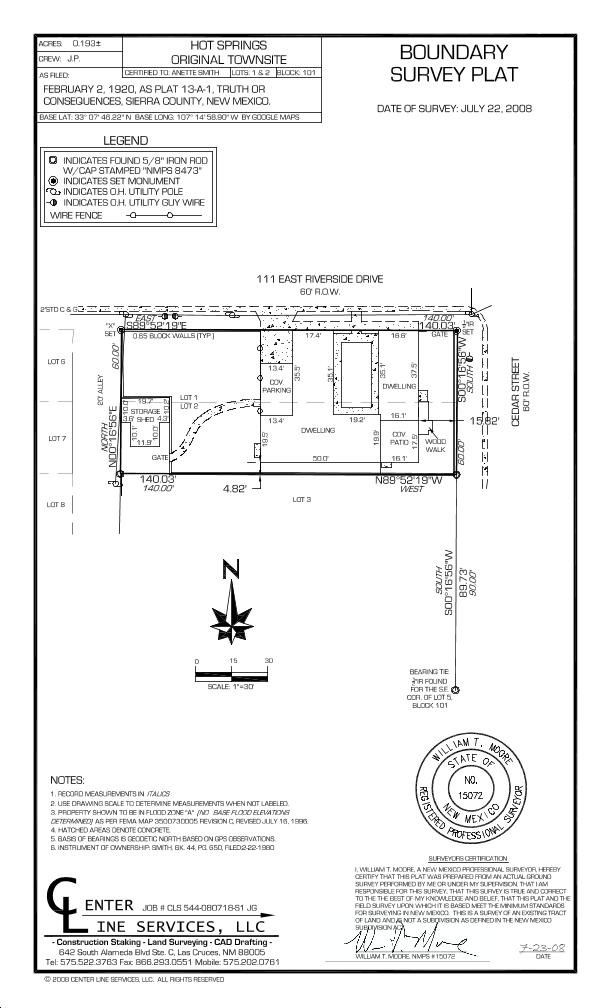 ACRES: 0.193±
CREW: J.P.
HOT SPRINGS
ORIGINAL TOWNSITE
AS FILED:
CERTIFIED TO: ANETTE SMITH LOTS: 1 & 2 BLOCK: 101
FEBRUARY 2, 1920, AS PLAT 13-A-1, TRUTH OR
CONSEQUENCES, SIERRA COUNTY, NEW MEXICO.
BASE LAT: 33° 07' 46.22" N BASE LONG: 107° 14' 58.90" W BY GOOGLE MAPS
BOUNDARY
SURVEY PLAT
DATE OF SURVEY: JULY 22, 2008
LEGEND
INDICATES FOUND 5/8" IRON ROD
W/CAP STAMPED "NMPS 8473"
INDICATES SET MONUMENT
INDICATES O.H. UTILITY POLE
INDICATES O.H. UTILITY GUY WIRE
WIRE FENCE
111 EAST RIVERSIDE DRIVE
60' R.O.W.
2' STD C & G
EAST
140.00'
"X"
SET
S89°52'19"E
140.03'
½"IR
SET
0.65 BLOCK WALLS [TYP.]
17.4'
16.6'
GATE
60.00'
LOT 6
20' ALLEY
13.4'
35.5'
COV.
PARKING
35.1'
35.1'
37.5'
DWELLING
S00°16'56"W
SOUTH
CEDAR STREET
60' R.O.W.
LOT 1
LOT 2
19.7'
10.0'
10.2'
STORAGE
SHED
3.6'
4.3'
10.1'
10.0'
11.9'
13.4'
19.2'
16.1'
15.82'
LOT 7
NORTH
N00°16'56"E
DWELLING
19.5'
19.9'
COV.
PATIO
17.5'
WOOD
WALK
60.00'
GATE
50.0'
16.1'
140.03'
140.00'
4.82'
N89°52'19"W
WEST
LOT 8
LOT 3
SOUTH
S00°16'56"W
89.73'
90.00'
N
0 15 30
SCALE: 1"=30'
BEARING TIE
½"IR FOUND
FOR THE S.E.
COR. OF LOT 5,
BLOCK 101
WILLIAM T. MOORE
STATE OF
NEW MEXICO
NO.
15072
REGISTERED PROFESSIONAL SURVEYOR
NOTES:
1. RECORD MEASUREMENTS IN ITALICS
2. USE DRAWING SCALE TO DETERMINE MEASUREMENTS WHEN NOT LABELED.
3. PROPERTY SHOWN TO BE IN FLOOD ZONE "A" (NO BASE FLOOD ELEVATIONS
DETERMINED) AS PER FEMA MAP 3500730005 REVISION C, REVISED JULY 16, 1996.
4. HATCHED AREAS DENOTE CONCRETE.
5. BASIS OF BEARINGS IS GEODETIC NORTH BASED ON GPS OBSERVATIONS.
6. INSTRUMENT OF OWNERSHIP: SMITH, BK. 44, PG. 650, FILED:2-22-1980
SURVEYORS CERTIFICATION
I, WILLIAM T. MOORE, A NEW MEXICO PROFESSIONAL SURVEYOR, HEREBY
CERTIFY THAT THIS PLAT WAS PREPARED FROM AN ACTUAL GROUND
SURVEY PERFORMED BY ME OR UNDER MY SUPERVISION, THAT I AM
RESPONSIBLE FOR THIS SURVEY, THAT THIS SURVEY IS TRUE AND CORRECT
TO THE THE BEST OF MY KNOWLEDGE AND BELIEF, THAT THIS PLAT AND THE
FIELD SURVEY UPON WHICH IT IS BASED MEET THE MINIMUM STANDARDS
FOR SURVEYING IN NEW MEXICO. THIS IS A SURVEY OF AN EXISTING TRACT
OF LAND AND IS NOT A SUBDIVISION AS DEFINED IN THE NEW MEXICO
SUBDIVISION ACT.
WILLIAM T. MOORE, NMPS #15072
7-23-08
DATE
CENTER
JOB # CLS 544-080718-S1 JG
LINE SERVICES, LLC
- Construction Staking - Land Surveying - CAD Drafting -
642 South Alameda Blvd Ste. C, Las Cruces, NM 88005
Tel: 575.522.3763 Fax: 866.293.0551 Mobile: 575.202.0761
© 2008 CENTER LINE SERVICES, LLC. ALL RIGHTS RESERVED